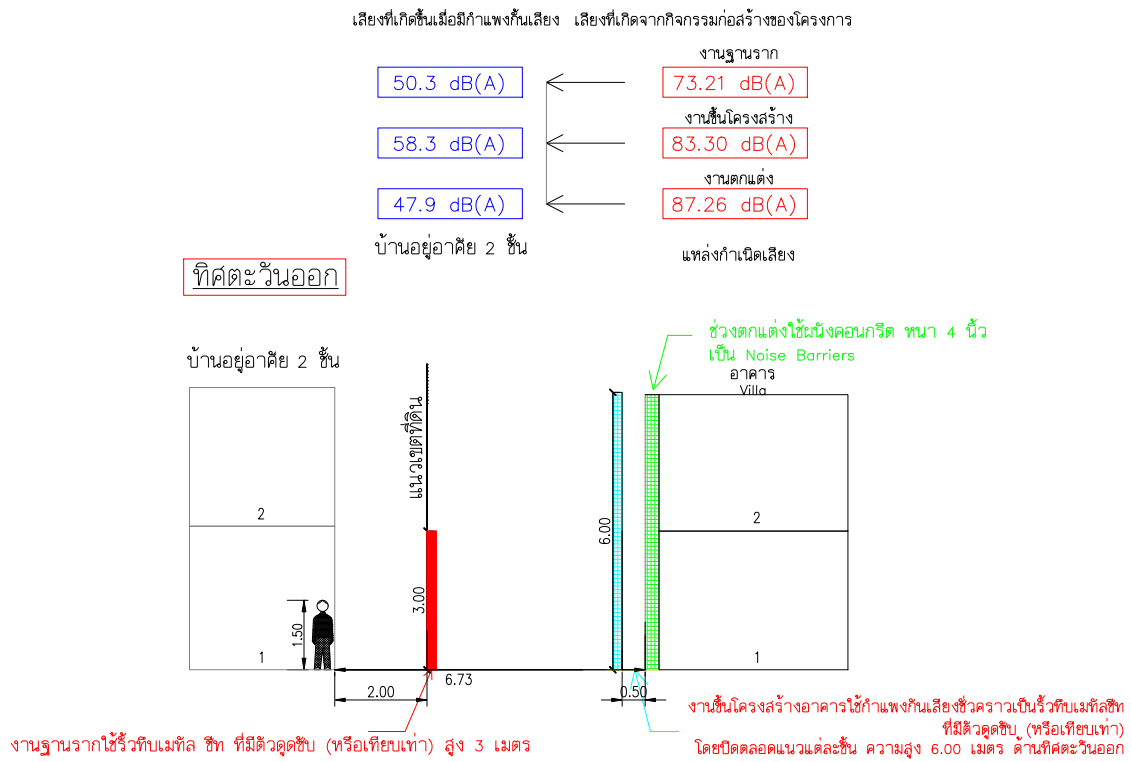 เสียงที่เกิดขึ้นเมื่อมีกำแพงกั้นเสียง เสียงที่เกิดจากกิจกรรมก่อสร้างของโครงการ
งานฐานราก
50.3 dB(A) 73.21 dB(A)
งานขึ้นโครงสร้าง
58.3 dB(A) 83.30 dB(A)
งานตกแต่ง
47.9 dB(A) 87.26 dB(A)
บ้านอยู่อาศัย 2 ชั้น แหล่งกำเนิดเสียง
ทิศตะวันออก
ช่วงตกแต่งใช้ผนังคอนกรีต หนา 4 นิ้ว
เป็น Noise Barriers
บ้านอยู่อาศัย 2 ชั้น
อาคาร
Villa
แนวเขตที่ดิน
2
2
6.00
3.00
1.50
1
1
6.73
2.00
0.50
งานฐานรากใช้รั้วทึบเมทัล ชีท ที่มีตัวดูดซับ (หรือเทียบเท่า) สูง 3 เมตร
งานขึ้นโครงสร้างอาคารใช้กำแพงกันเสียงชั่วคราวเป็นรั้วทึบเมทัลชีท
ที่มีตัวดูดซับ (หรือเทียบเท่า)
โดยปิดตลอดแนวแต่ละชั้น ความสูง 6.00 เมตร ด้านทิศตะวันออก